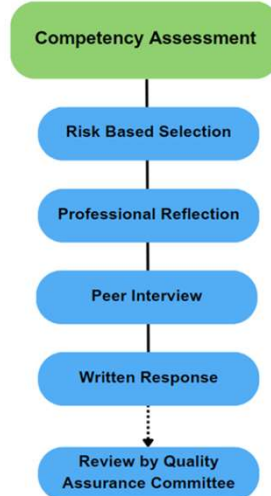 Competency Assessment
Risk Based Selection
Professional Reflection
Peer Interview
Written Response
Review by Quality
Assurance Committee